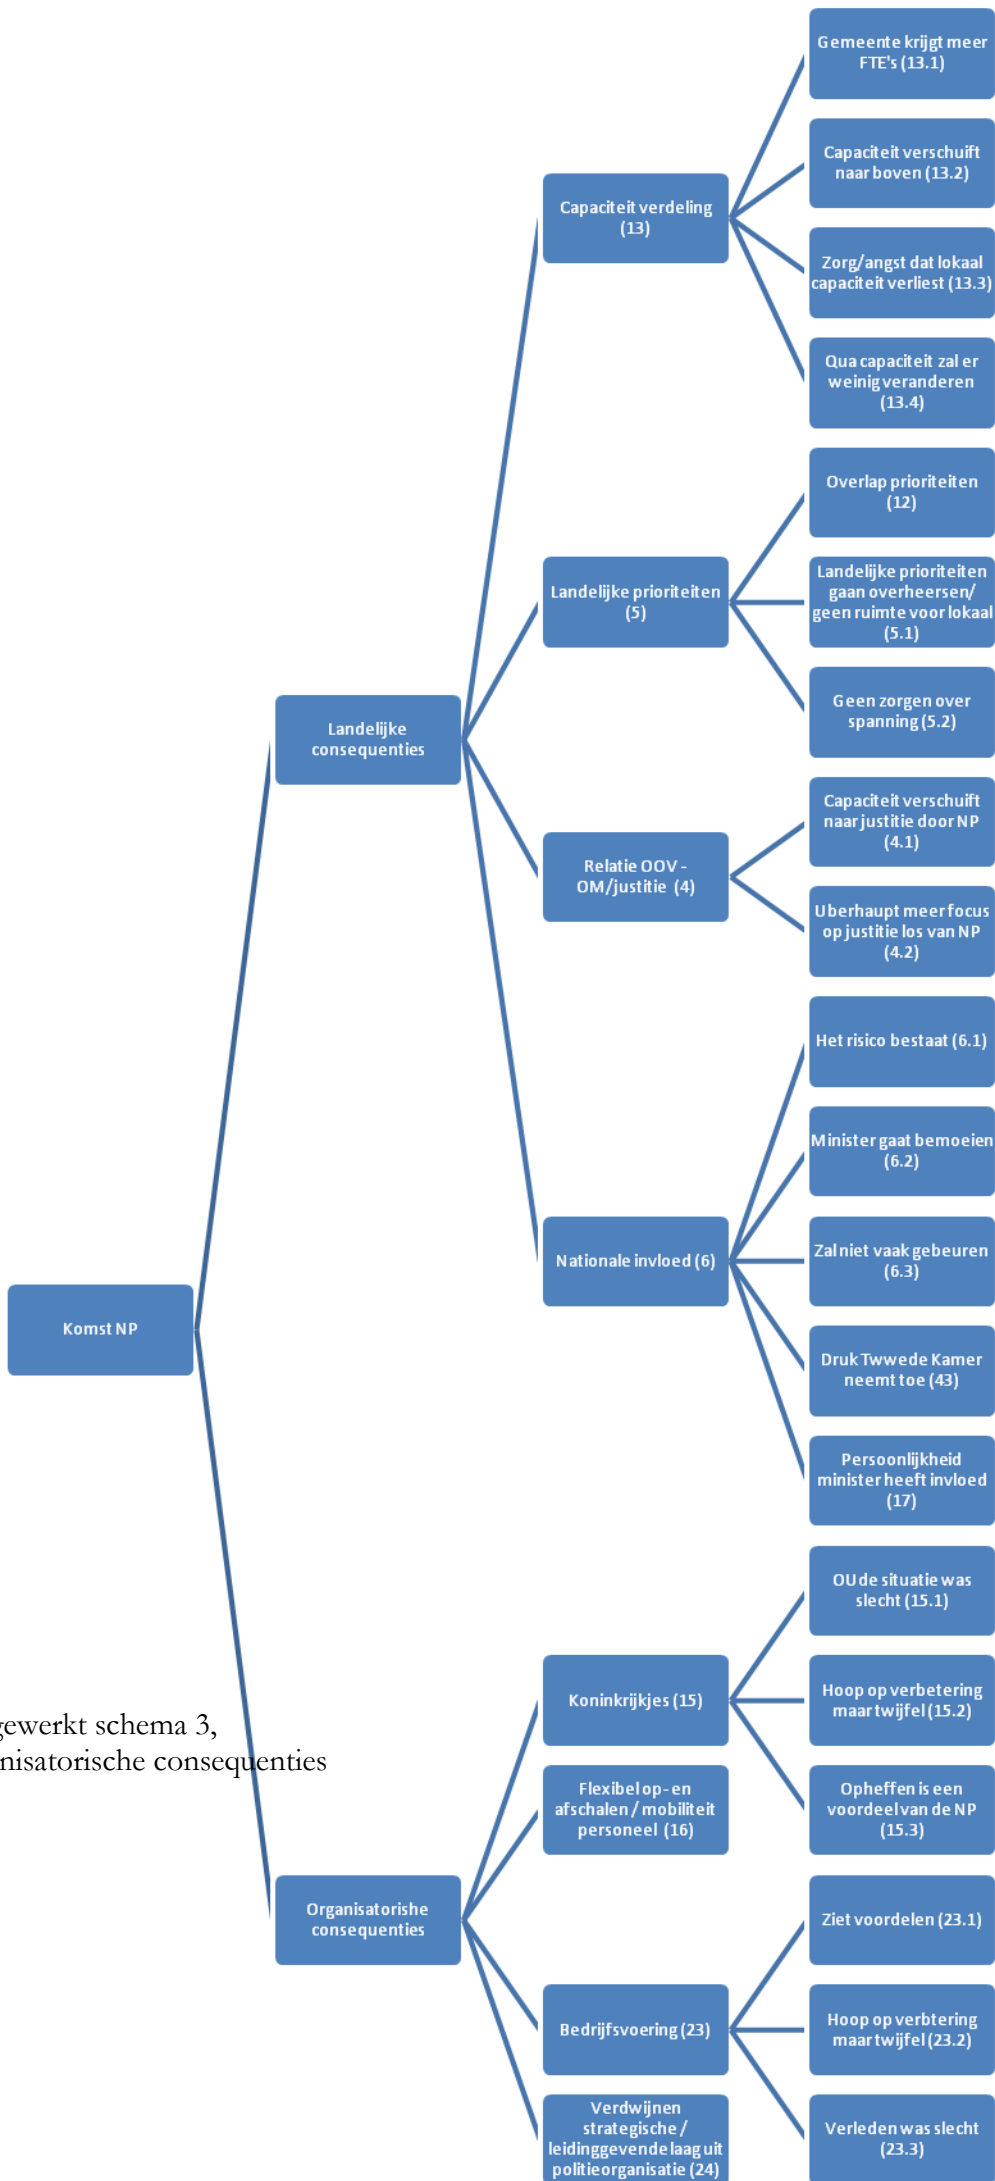 Gemeente krijgt meer
FTE's (13.1)
Capaciteit verschuift
naar boven (13.2)
Capaciteit verdeling
(13)
Zorg/angst dat lokaal
capaciteit verliest (13.3)
Qua capaciteit zal er
weinig veranderen
(13.4)
Overlap prioriteiten
(12)
Landelijke prioriteiten
(5)
Landelijke prioriteiten
gaan overheersen/
geen ruimte voor lokaal
(5.1)
Geen zorgen over
spanning (5.2)
Landelijke
consequenties
Capaciteit verschuift
naar justitie door NP
(4.1)
Relatie OOV -
OM/justitie (4)
Uberhaupt meer focus
op justitie los van NP
(4.2)
Het risico bestaat (6.1)
Minister gaat bemoeien
(6.2)
Nationale invloed (6)
Zal niet vaak gebeuren
(6.3)
Druk Twwede Kamer
neemt toe (43)
Persoonlijkheid
minister heeft invloed
(17)
Komst NP
OUde situatie was
slecht (15.1)
Koninkrijkjes (15)
Hoop op verbetering
maar twijfel (15.2)
gewerkt schema 3,
nisatorische consequenties
Opheffen is een
voordeel van de NP
(15.3)
Flexibel op- en
afschalen / mobiliteit
personeel (16)
Organisatorishe
consequenties
Ziet voordelen (23.1)
Bedrijfsvoering (23)
Hoop op verbtering
maar twijfel (23.2)
Verdwijnen
strategische /
leidinggevende laag uit
politieorganisatie (24)
Verleden was slecht
(23.3)